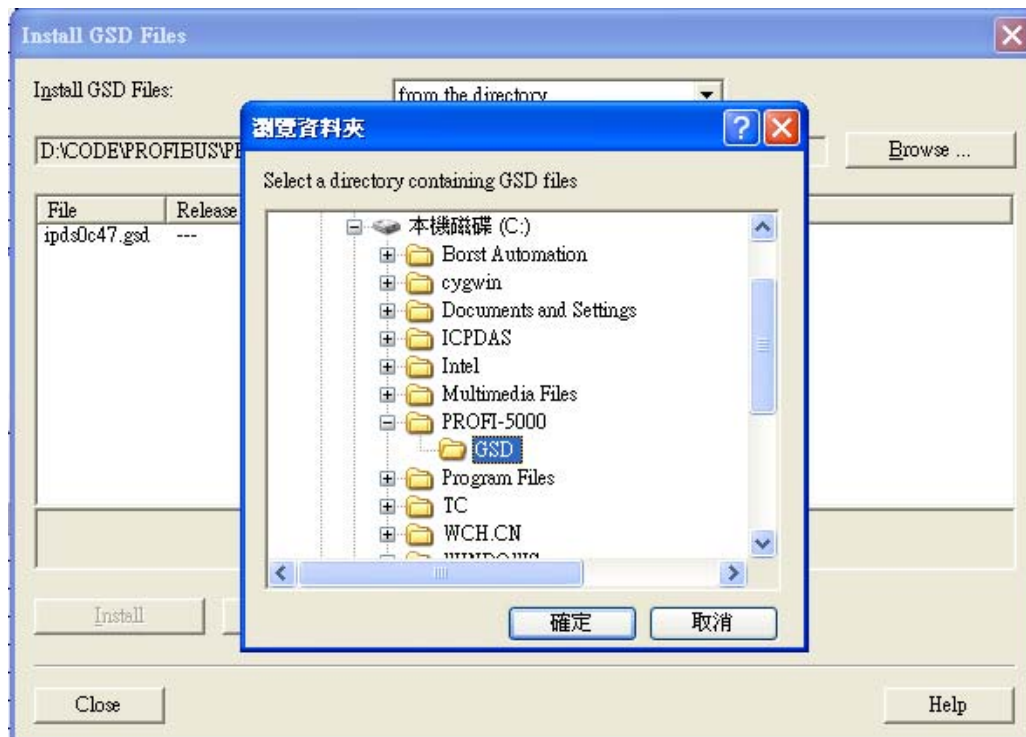 Install GSD Files
Install GSD Files:
from the directory
瀏覽資料夾
D:\CODE\PROFIBUS\
Browse ...
Select a directory containing GSD files
File
Release
ipds0c47.gsd
---
本機磁碟 (C:)
Borst Automation
cygwin
Documents and Settings
ICPDAS
Intel
Multimedia Files
PROFI-5000
GSD
Program Files
TC
WCH.CN
Install
確定
取消
Close
Help